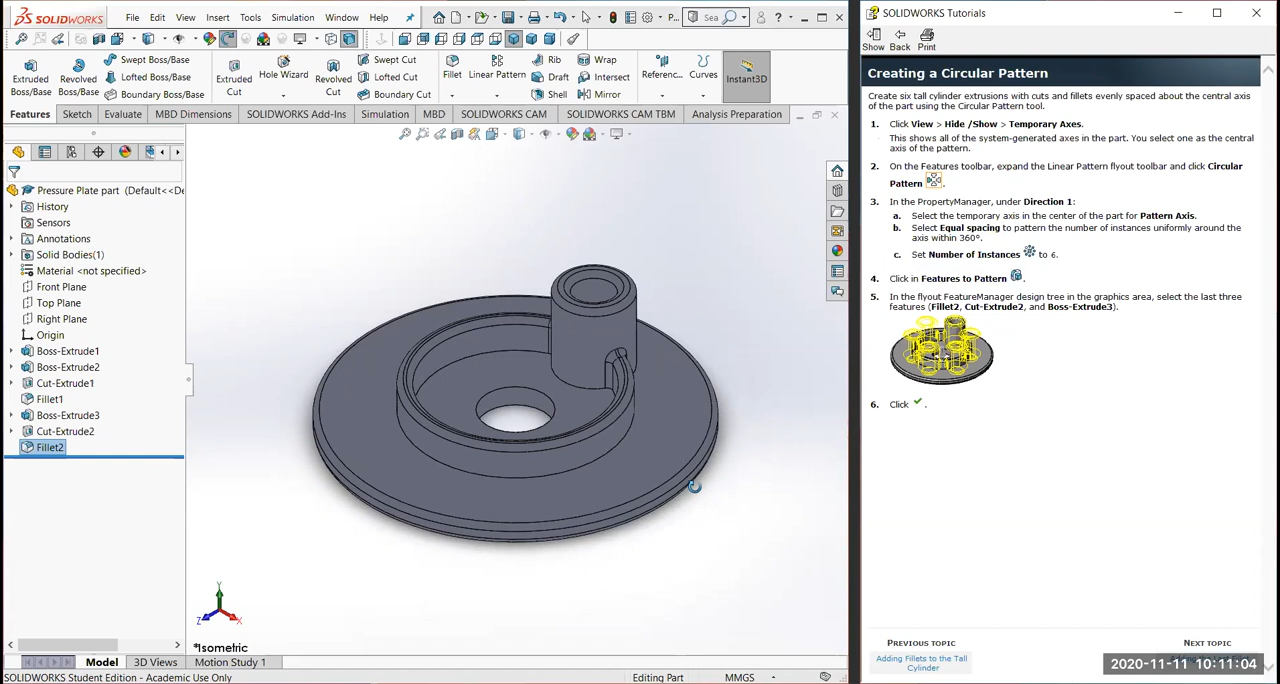 SOLIDWORKS File Edit View Insert Tools Simulation Window Help P... Sea ?
Extruded Boss/Base Revolved Boss/Base Swept Boss/Base Lofted Boss/Base Boundary Boss/Base Extruded Cut Hole Wizard Revolved Cut Swept Cut Lofted Cut Boundary Cut Fillet Linear Pattern Rib Draft Shell Wrap Intersect Mirror Referenc... Curves Instant3D
Features Sketch Evaluate MBD Dimensions SOLIDWORKS Add-Ins Simulation MBD SOLIDWORKS CAM SOLIDWORKS CAM TBM Analysis Preparation
Pressure Plate part (Default<<De
History
Sensors
Annotations
Solid Bodies(1)
Material <not specified>
Front Plane
Top Plane
Right Plane
Origin
Boss-Extrude1
Boss-Extrude2
Cut-Extrude1
Fillet1
Boss-Extrude3
Cut-Extrude2
Fillet2
Y
Z X
*Isometric
Model 3D Views Motion Study 1
SOLIDWORKS Student Edition - Academic Use Only Editing Part MMGS
SOLIDWORKS Tutorials
Show Back Print
Creating a Circular Pattern
Create six tall cylinder extrusions with cuts and fillets evenly spaced about the central axis
of the part using the Circular Pattern tool.
1. Click View > Hide /Show > Temporary Axes.
This shows all of the system-generated axes in the part. You select one as the central
axis of the pattern.
2. On the Features toolbar, expand the Linear Pattern flyout toolbar and click Circular
Pattern .
3. In the PropertyManager, under Direction 1:
a. Select the temporary axis in the center of the part for Pattern Axis.
b. Select Equal spacing to pattern the number of instances uniformly around the
axis within 360°.
c. Set Number of Instances to 6.
4. Click in Features to Pattern .
5. In the flyout FeatureManager design tree in the graphics area, select the last three
features (Fillet2, Cut-Extrude2, and Boss-Extrude3).
6. Click .
PREVIOUS TOPIC NEXT TOPIC
Adding Fillets to the Tall
Cylinder
2020-11-11 10:11:04